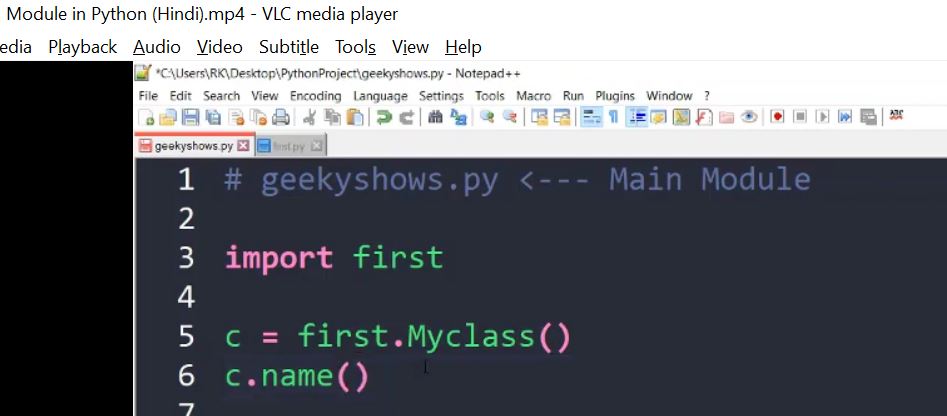 Module in Python (Hindi).mp4 - VLC media player
edia Playback Audio Video Subtitle Tools View Help
*C:\Users\RK\Desktop\PythonProject\geekyshows.py - Notepad++
File Edit Search View Encoding Language Settings Tools Macro Run Plugins Window ?
geekyshows.py first.py
1 # geekyshows.py <--- Main Module
2
3 import first
4
5 c = first.Myclass()
6 c.name()
7